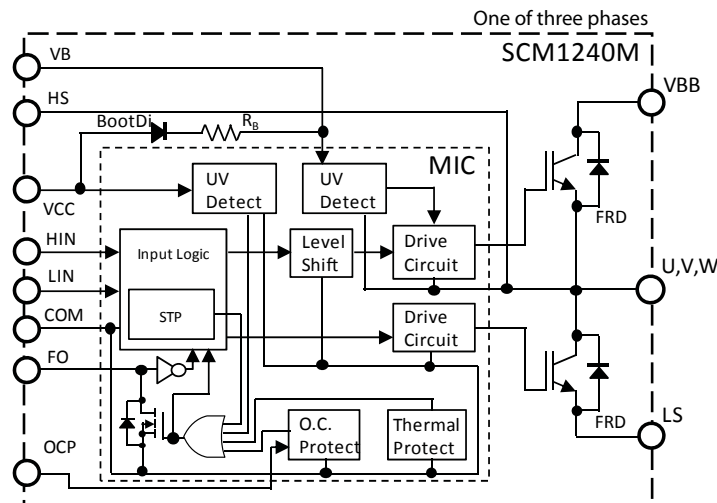 One of three phases
SCM1240M
VB
VBB
HS
BootDi
R_B
MIC
VCC
UV
Detect
UV
Detect
FRD
HIN
Input Logic
Level
Shift
Drive
Circuit
U,V,W
LIN
STP
COM
Drive
Circuit
FO
O.C.
Protect
Thermal
Protect
FRD
LS
OCP